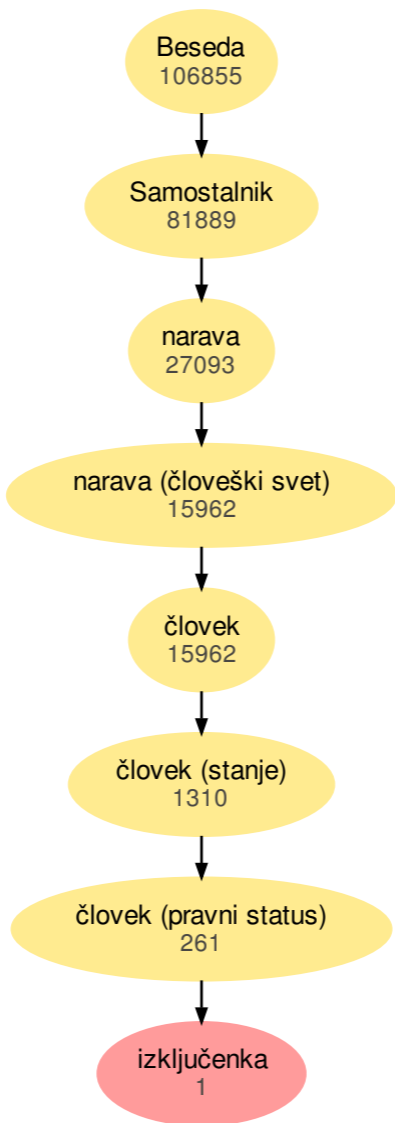 Beseda
106855
Samostalnik
81889
narava
27093
narava (človeški svet)
15962
človek
15962
človek (stanje)
1310
človek (pravni status)
261
izključenka
1